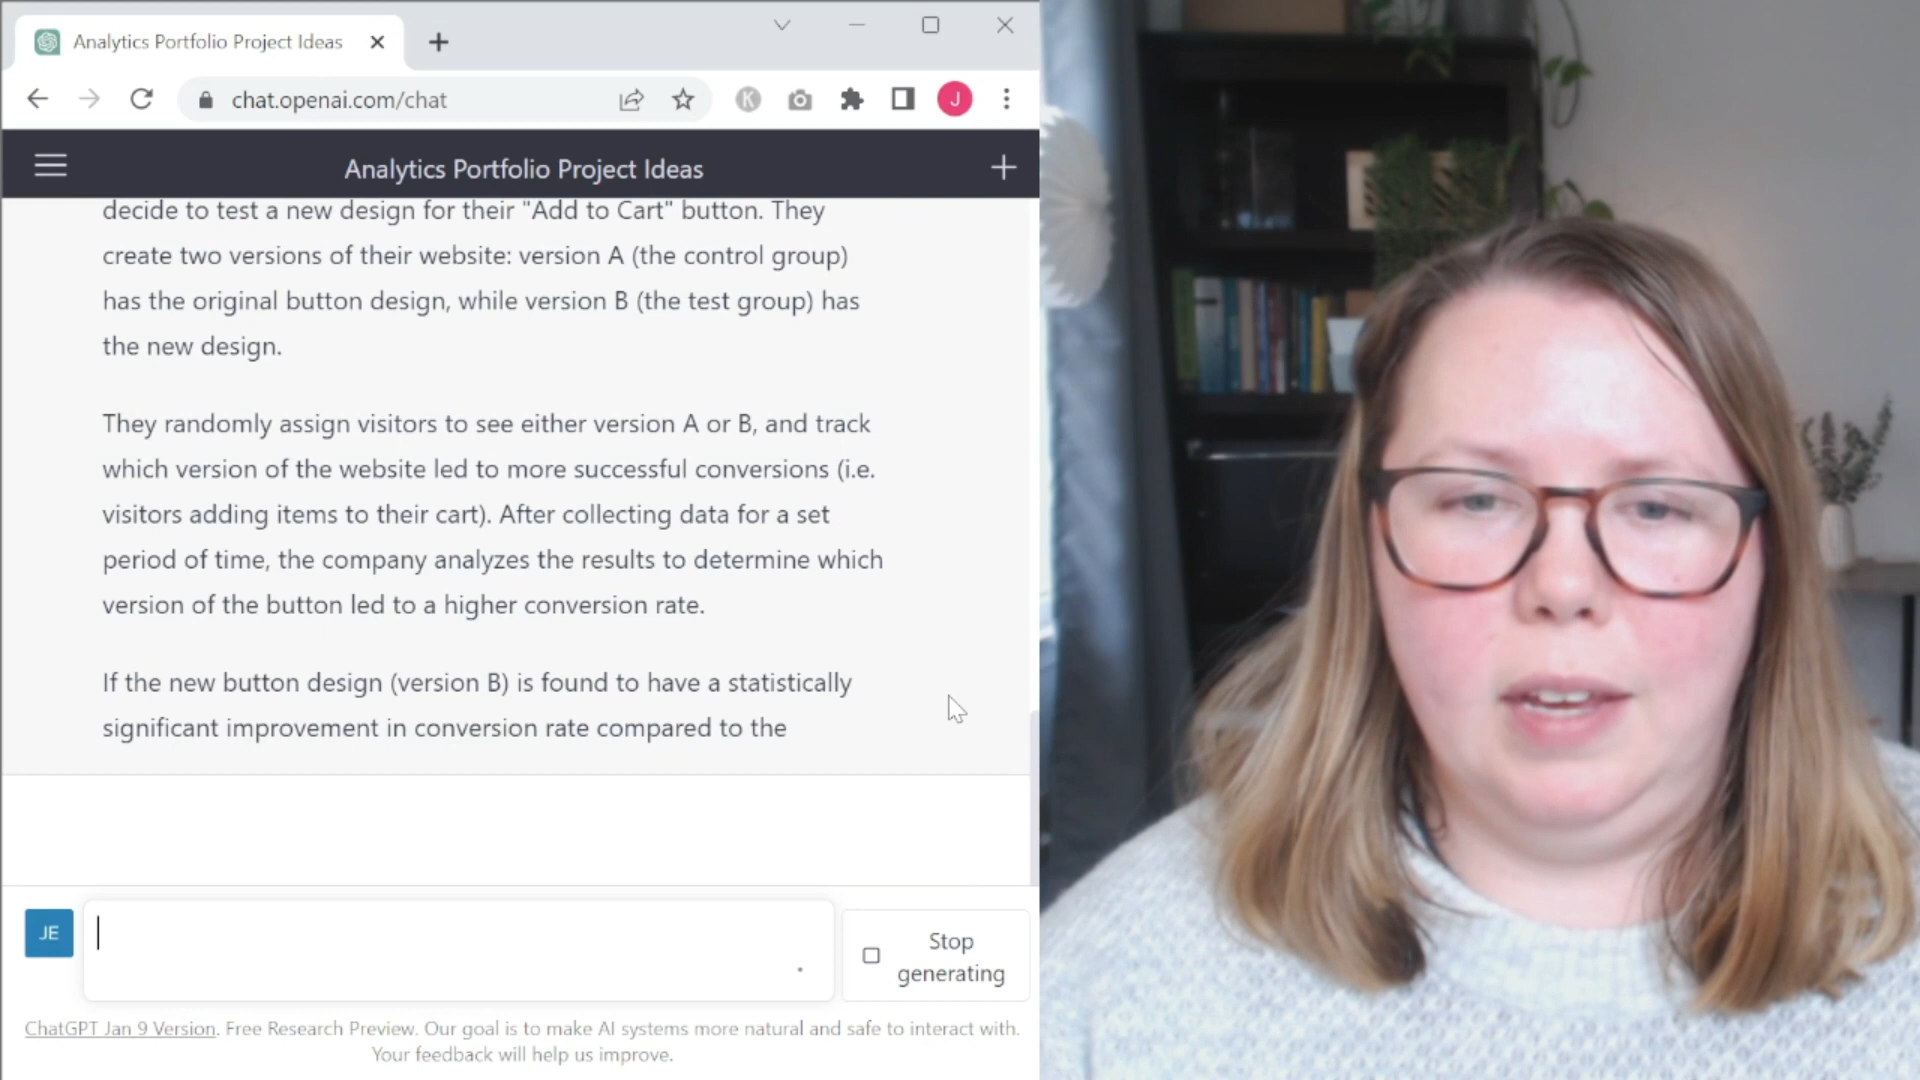 Analytics Portfolio Project Ideas
chat.openai.com/chat
K
J
Analytics Portfolio Project Ideas
decide to test a new design for their "Add to Cart" button. They
create two versions of their website: version A (the control group)
has the original button design, while version B (the test group) has
the new design.
They randomly assign visitors to see either version A or B, and track
which version of the website led to more successful conversions (i.e.
visitors adding items to their cart). After collecting data for a set
period of time, the company analyzes the results to determine which
version of the button led to a higher conversion rate.
If the new button design (version B) is found to have a statistically
significant improvement in conversion rate compared to the
JE
Stop
generating
ChatGPT Jan 9 Version. Free Research Preview. Our goal is to make AI systems more natural and safe to interact with.
Your feedback will help us improve.